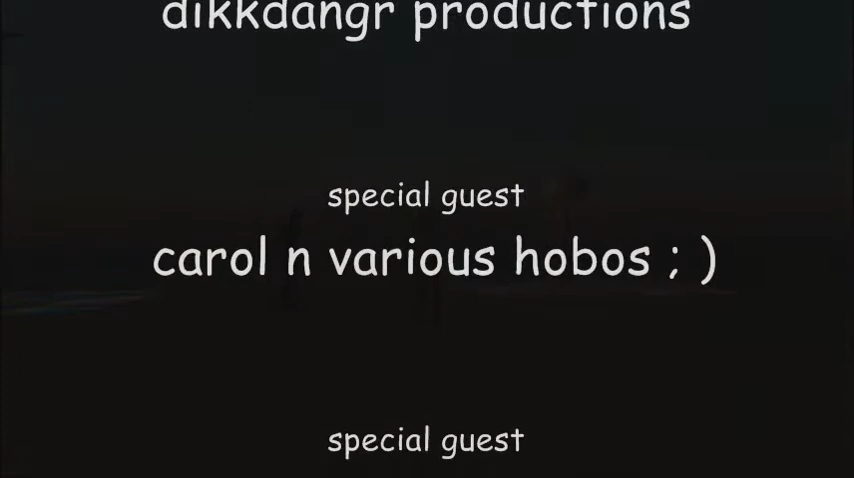 dikkdangr productions
special guest
carol n various hobos ; )
special guest